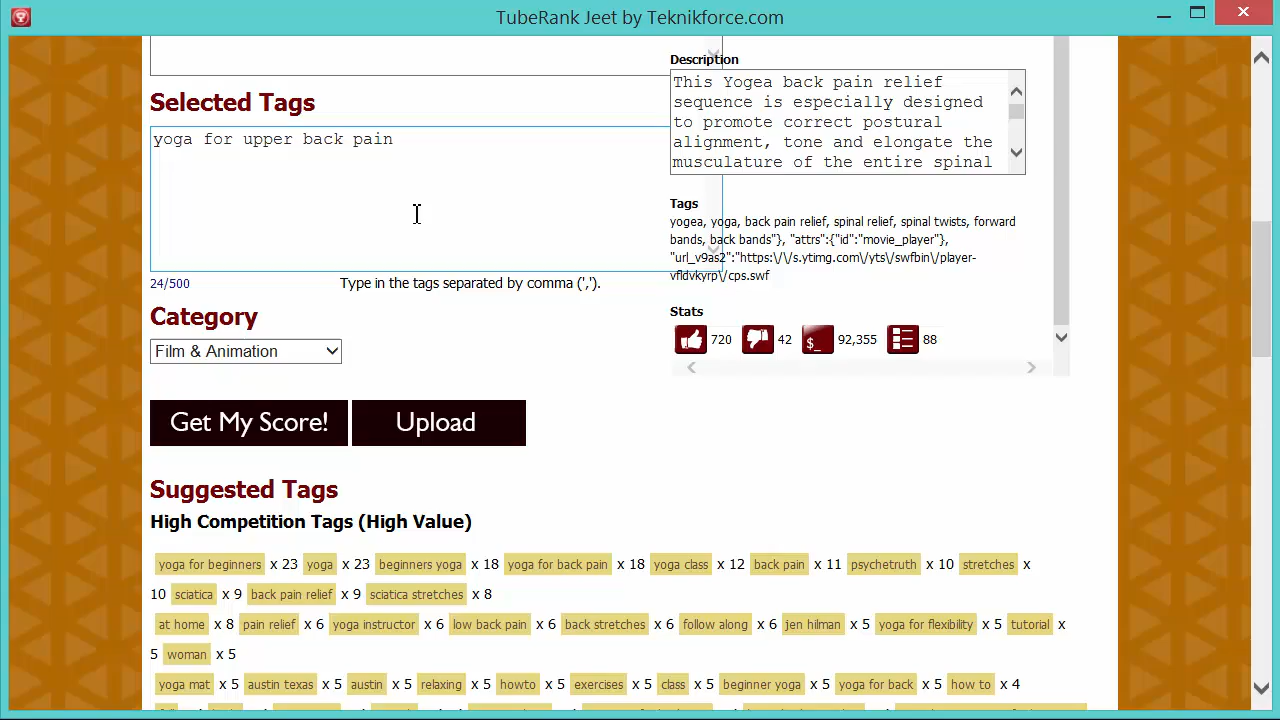 TubeRank Jeet by Teknikforce.com
Description
This Yogea back pain relief
sequence is especially designed
to promote correct postural
alignment, tone and elongate the
musculature of the entire spinal
Selected Tags
yoga for upper back pain
24/500
Type in the tags separated by comma (',').
Tags
yogea, yoga, back pain relief, spinal relief, spinal twists, forward
bands, back bands"}, "attrs":{"id":"movie_player"},
"url_v9as2":"https:\/\/s.ytimg.com\/yts\/swfbin\/player-
vfldvkyrp\/cps.swf
Stats
720 42 $_ 92,355 88
Category
Film & Animation
Get My Score! Upload
Suggested Tags
High Competition Tags (High Value)
yoga for beginners x 23 yoga x 23 beginners yoga x 18 yoga for back pain x 18 yoga class x 12 back pain x 11 psychetruth x 10 stretches x
10 sciatica x 9 back pain relief x 9 sciatica stretches x 8
at home x 8 pain relief x 6 yoga instructor x 6 low back pain x 6 back stretches x 6 follow along x 6 jen hilman x 5 yoga for flexibility x 5 tutorial x
5 woman x 5
yoga mat x 5 austin texas x 5 austin x 5 relaxing x 5 howto x 5 exercises x 5 class x 5 beginner yoga x 5 yoga for back x 5 how to x 4